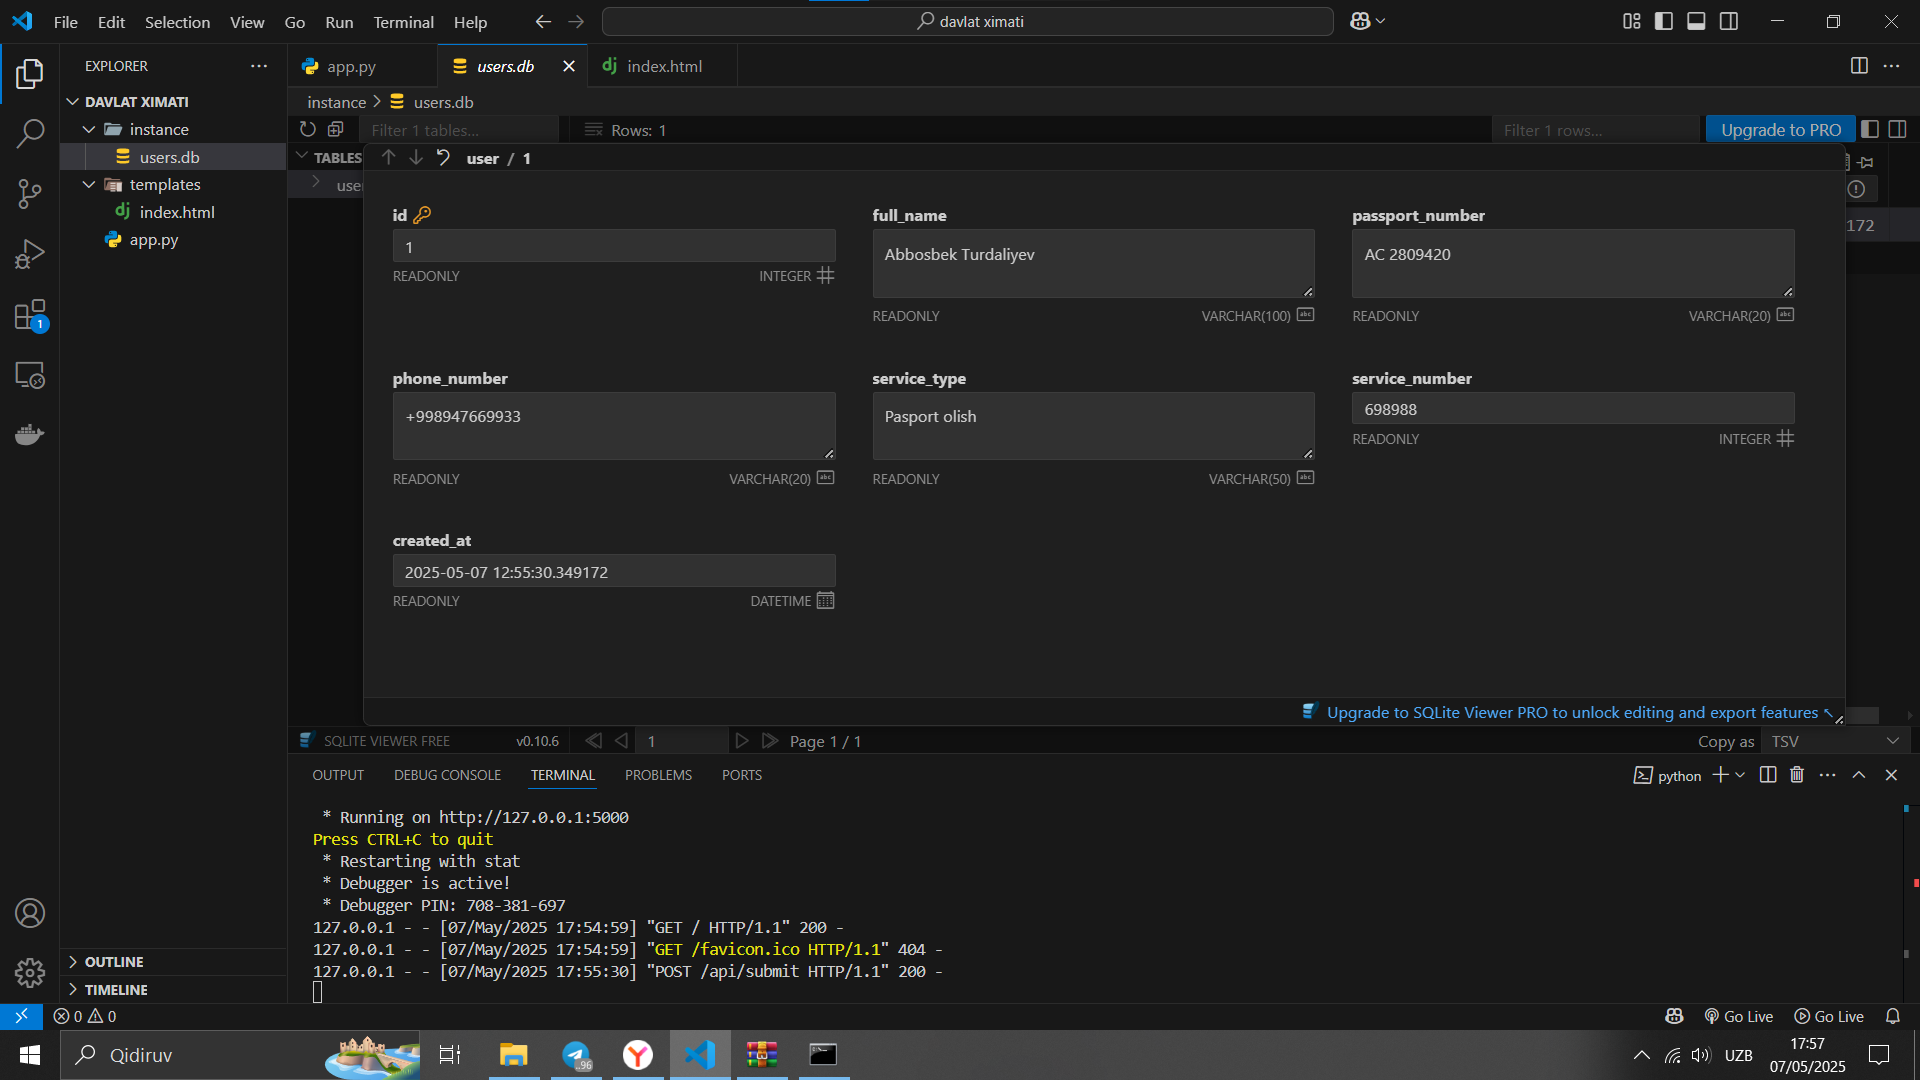 File Edit Selection View Go Run Terminal Help
davlat ximati
EXPLORER
app.py
users.db
index.html
DAVLAT XIMATI
instance
users.db
templates
index.html
app.py
OUTLINE
TIMELINE
instance > users.db
Filter 1 tables...
Rows: 1
Filter 1 rows...
Upgrade to PRO
TABLES
use
user / 1
172
id
1
READONLY INTEGER
full_name
Abbosbek Turdaliyev
READONLY VARCHAR(100)
passport_number
AC 2809420
READONLY VARCHAR(20)
phone_number
+998947669933
READONLY VARCHAR(20)
service_type
Pasport olish
READONLY VARCHAR(50)
service_number
698988
READONLY INTEGER
created_at
2025-05-07 12:55:30.349172
READONLY DATETIME
Upgrade to SQLite Viewer PRO to unlock editing and export features
SQLITE VIEWER FREE v0.10.6 1 Page 1 / 1 Copy as TSV
OUTPUT DEBUG CONSOLE TERMINAL PROBLEMS PORTS
python
* Running on http://127.0.0.1:5000
Press CTRL+C to quit
* Restarting with stat
* Debugger is active!
* Debugger PIN: 708-381-697
127.0.0.1 - - [07/May/2025 17:54:59] "GET / HTTP/1.1" 200 -
127.0.0.1 - - [07/May/2025 17:54:59] "GET /favicon.ico HTTP/1.1" 404 -
127.0.0.1 - - [07/May/2025 17:55:30] "POST /api/submit HTTP/1.1" 200 -
1
0 0
Go Live Go Live
Qidiruv
..96
UZB
17:57
07/05/2025